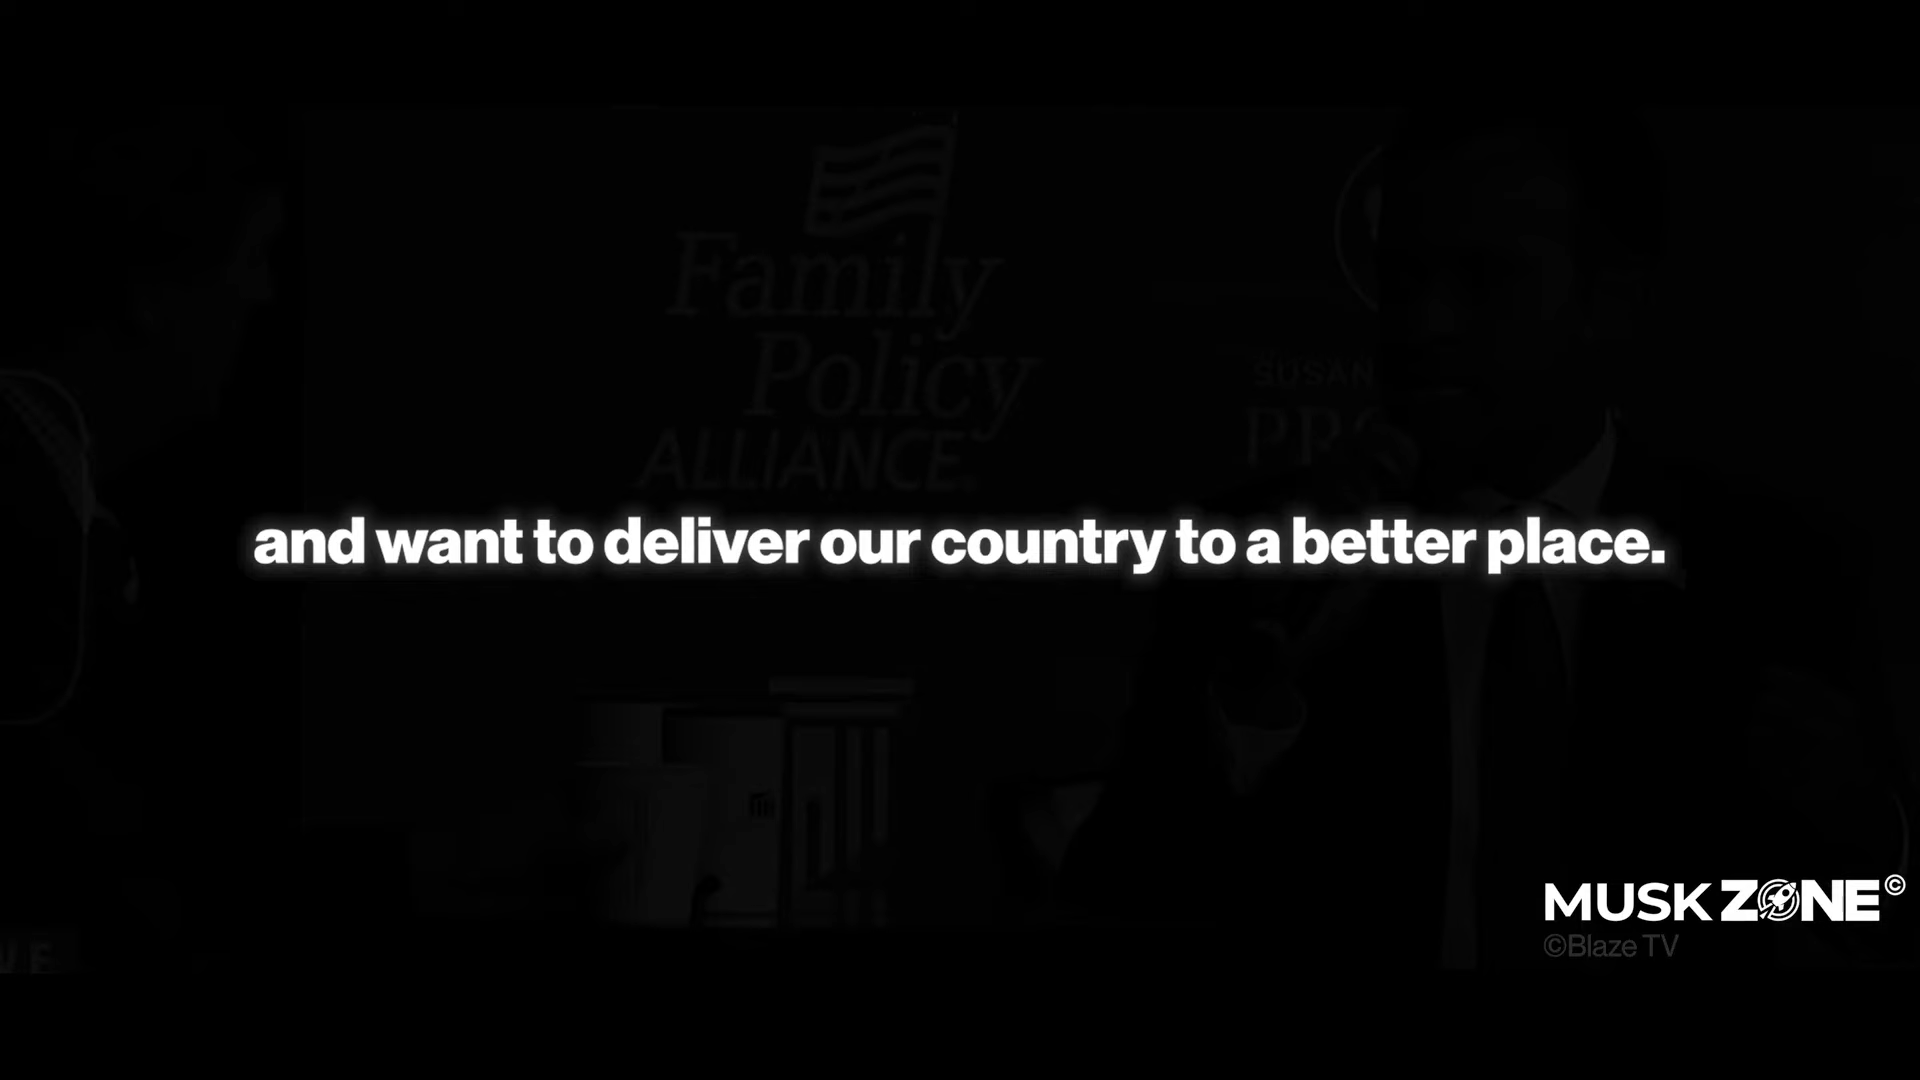 Family
Policy
ALLIANCE.
SUSAN
and want to deliver our country to a better place.
MUSK ZONE©
©Blaze TV